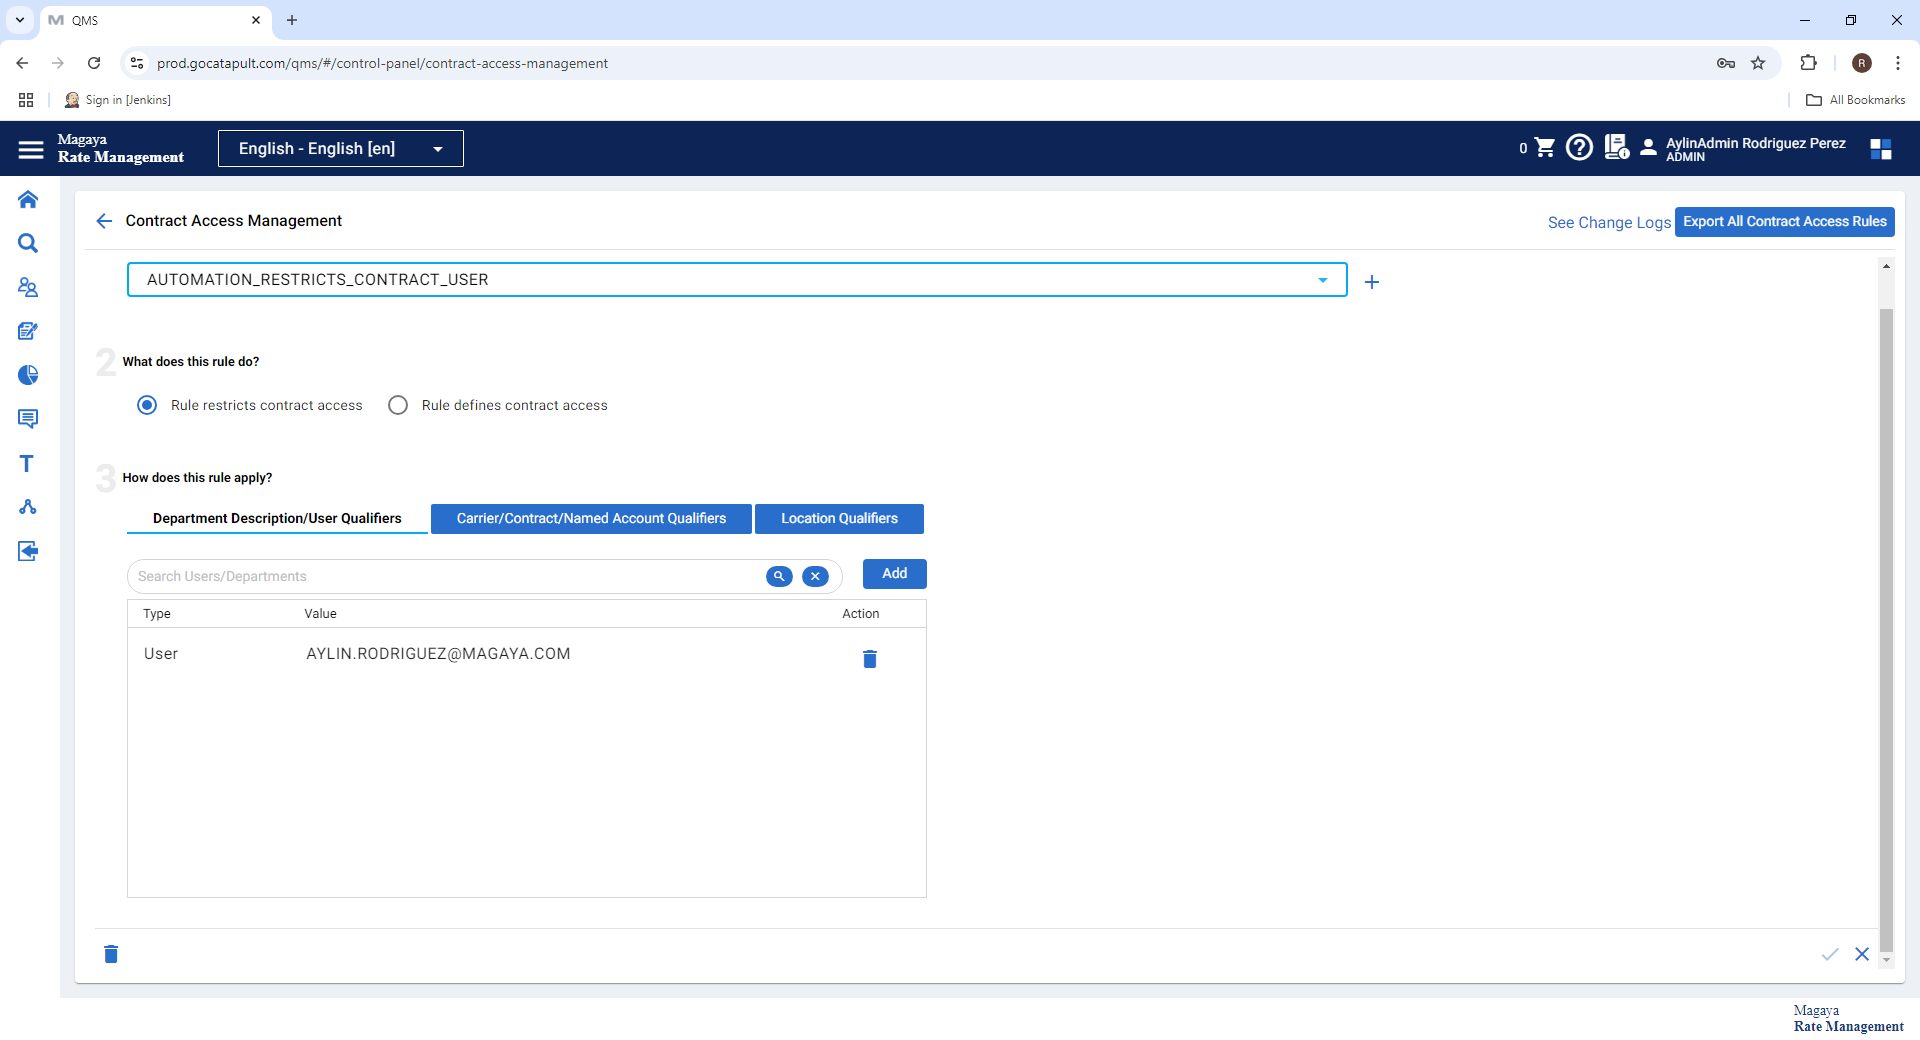 QMS
prod.gocatapult.com/qms/#/control-panel/contract-access-management
R
Sign in [Jenkins]
All Bookmarks
Magaya
Rate Management
English - English [en]
0
AylinAdmin Rodriguez Perez
ADMIN
Contract Access Management
See Change Logs
Export All Contract Access Rules
AUTOMATION_RESTRICTS_CONTRACT_USER
2 What does this rule do?
Rule restricts contract access
Rule defines contract access
3 How does this rule apply?
Department Description/User Qualifiers
Carrier/Contract/Named Account Qualifiers
Location Qualifiers
Search Users/Departments
Add
Type Value Action
User AYLIN.RODRIGUEZ@MAGAYA.COM
Magaya
Rate Management